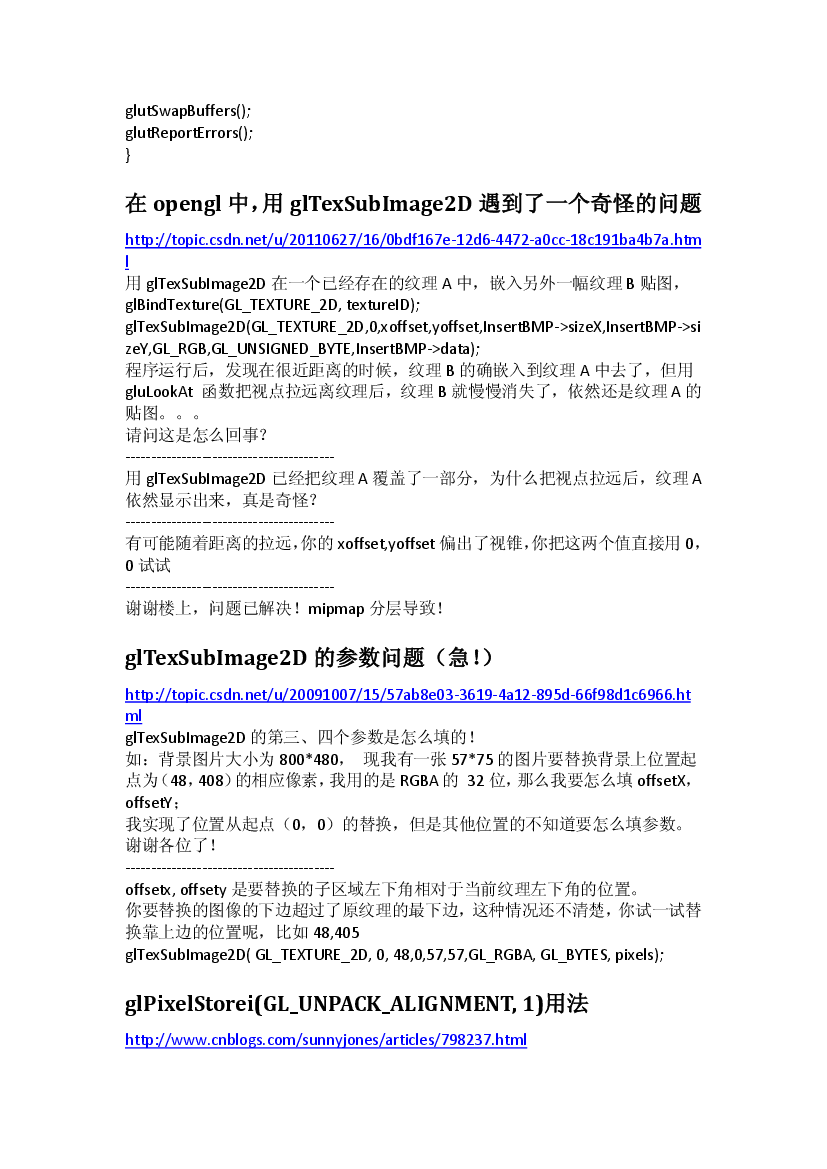 glutSwapBuffers();
glutReportErrors();
}
在 opengl 中，用 glTexSubImage2D 遇到了一个奇怪的问题
http://topic.csdn.net/u/20110627/16/0bdf167e-12d6-4472-a0cc-18c191ba4b7a.htm
l
用 glTexSubImage2D 在一个已经存在的纹理 A 中，嵌入另外一幅纹理 B 贴图，
glBindTexture(GL_TEXTURE_2D, textureID);
glTexSubImage2D(GL_TEXTURE_2D,0,xoffset,yoffset,InsertBMP->sizeX,InsertBMP->si
zeY,GL_RGB,GL_UNSIGNED_BYTE,InsertBMP->data);
程序运行后，发现在很近距离的时候，纹理 B 的确嵌入到纹理 A 中去了，但用
gluLookAt 函数把视点拉远离纹理后，纹理 B 就慢慢消失了，依然还是纹理 A 的
贴图。。。
请问这是怎么回事？
-----------------------------------------
用 glTexSubImage2D 已经把纹理 A 覆盖了一部分，为什么把视点拉远后，纹理 A
依然显示出来，真是奇怪？
-----------------------------------------
有可能随着距离的拉远，你的 xoffset,yoffset 偏出了视锥，你把这两个值直接用 0，
0 试试
-----------------------------------------
谢谢楼上，问题已解决！mipmap 分层导致！
glTexSubImage2D 的参数问题（急！）
http://topic.csdn.net/u/20091007/15/57ab8e03-3619-4a12-895d-66f98d1c6966.ht
ml
glTexSubImage2D 的第三、四个参数是怎么填的！
如：背景图片大小为 800*480， 现我有一张 57*75 的图片要替换背景上位置起
点为（48，408）的相应像素，我用的是 RGBA 的 32 位，那么我要怎么填 offsetX，
offsetY；
我实现了位置从起点（0，0）的替换，但是其他位置的不知道要怎么填参数。
谢谢各位了！
-----------------------------------------
offsetx, offsety 是要替换的子区域左下角相对于当前纹理左下角的位置。
你要替换的图像的下边超过了原纹理的最下边，这种情况还不清楚，你试一试替
换靠上边的位置呢，比如 48,405
glTexSubImage2D( GL_TEXTURE_2D, 0, 48,0,57,57,GL_RGBA, GL_BYTES, pixels);
glPixelStorei(GL_UNPACK_ALIGNMENT, 1)用法
http://www.cnblogs.com/sunnyjones/articles/798237.html